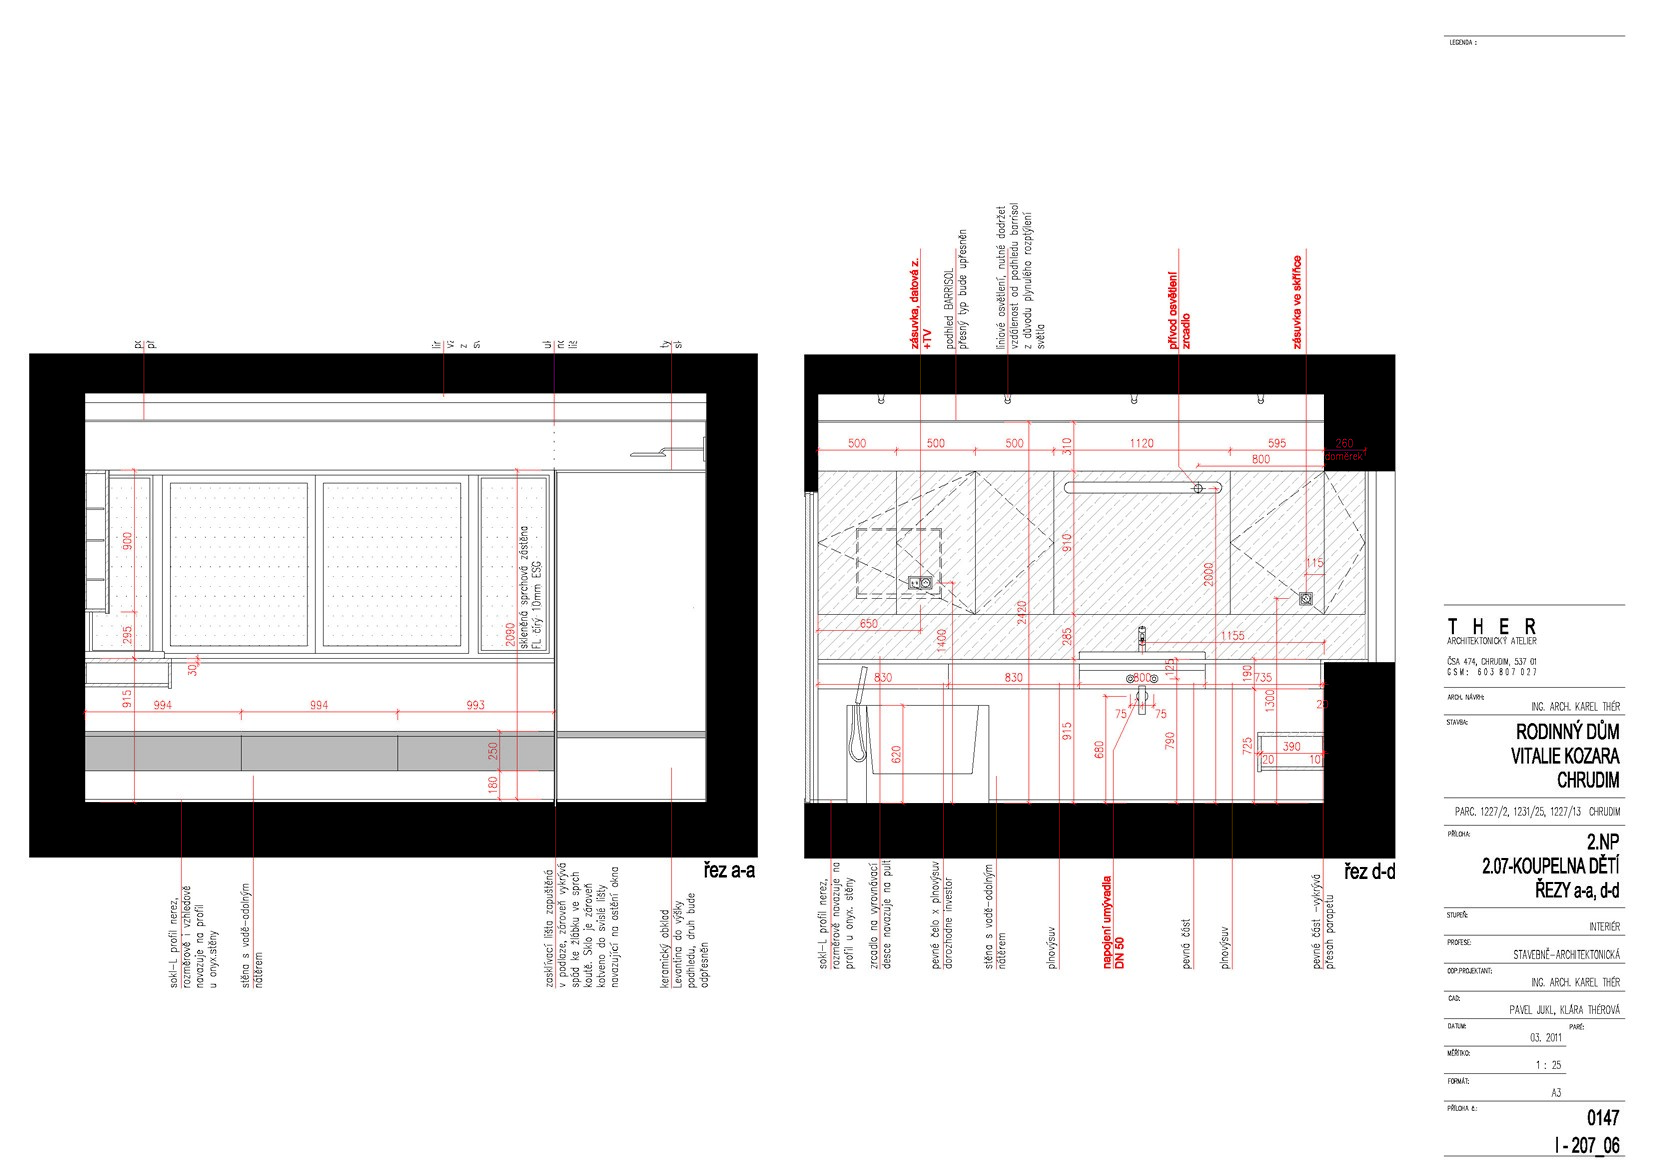 LEGENDA :
pc
př
lir
vz
z
sv
ul
liš
ty
sk
900
295
30
915
994
994
993
2090
skleněná sprchová zástěna
FL čirý 10mm ESG
250
180
řez a-a
sokl-L profil nerez,
rozměrově i vzhledově
navazuje na profil
u onyx.stěny
stěna s vodě-odolným
nátěrem
zasklívací lišta zapuštěná
v podlaze, zároveň vykrývá
spád ke žlábku ve sprch
koutě. Sklo je zároveň
kotveno do svislé lišty
navazující na ostění okna
keramický obklad
Levantina do výšky
podhledu, druh bude
odpřesněn
zásuvka, datová z.
+TV
podhled BARRISOL
přesný typ bude upřesněn
liniové osvětlení, nutné dodržet
vzdálenost od podhledu barrisol
z důvodu plynulého rozptýlení
světla
přívod osvětlení
zrcadlo
zásuvka ve skříňce
500
500
500
310
1120
595
260
doměrek
800
910
2000
115
2420
650
1400
285
1155
125
190
830
830
800
735
1300
20
75
75
915
620
680
790
725
390
20
10
řez d-d
sokl-L profil nerez,
rozměrově navazuje na
profil u onyx. stěny
zrcadlo na vyrovnávací
desce navazuje na pult
pevné čelo x plnovýsuv
dorozhodne investor
stěna s vodě-odolným
nátěrem
plnovýsuv
napojení umývadla
DN 50
pevná část
plnovýsuv
pevná část -vykrývá
přesah parapetu
THER
ARCHITEKTONICKÝ ATELIER
ČSA 474, CHRUDIM, 537 01
GSM: 603 807 027
ARCH. NÁVRH:
ING. ARCH. KAREL THÉR
STAVBA:
RODINNÝ DŮM
VITALIE KOZARA
CHRUDIM
PARC. 1227/2, 1231/25, 1227/13 CHRUDIM
PŘÍLOHA:
2.NP
2.07-KOUPELNA DĚTÍ
ŘEZY a-a, d-d
STUPEŇ:
INTERIÉR
PROFESE:
STAVEBNĚ-ARCHITEKTONICKÁ
ODP.PROJEKTANT:
ING. ARCH. KAREL THÉR
CAD:
PAVEL JUKL, KLÁRA THÉROVÁ
DATUM:
PARÉ:
03. 2011
MĚŘÍTKO:
1 : 25
FORMÁT:
A3
PŘÍLOHA č.:
0147
I - 207_06